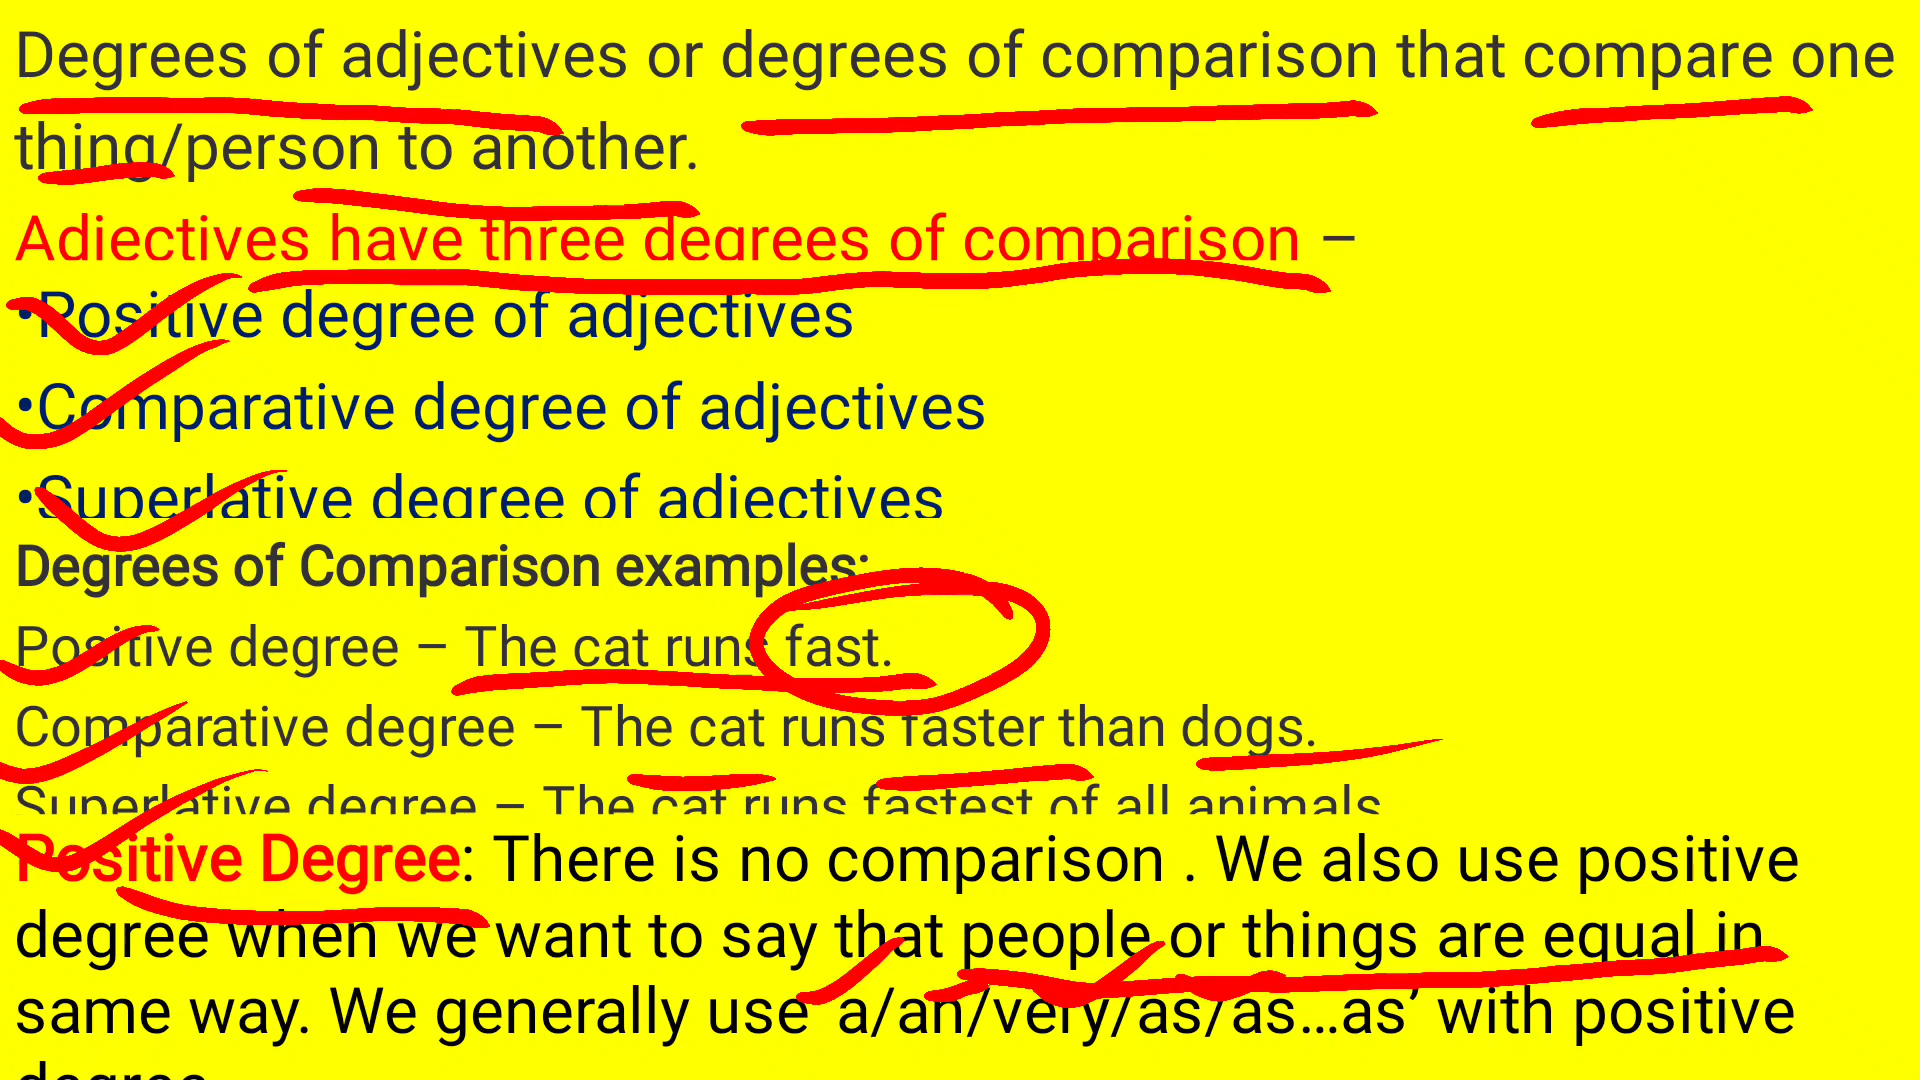 Degrees of adjectives or degrees of comparison that compare one
thing/person to another.
Adjectives have three degrees of comparison –
•Positive degree of adjectives
•Comparative degree of adjectives
•Superlative degree of adjectives
Degrees of Comparison examples:
Positive degree – The cat runs fast.
Comparative degree – The cat runs faster than dogs.
Superlative degree – The cat runs fastest of all animals
Positive Degree: There is no comparison . We also use positive
degree when we want to say that people or things are equal in
same way. We generally use ‘a/an/very/as/as...as’ with positive
degree